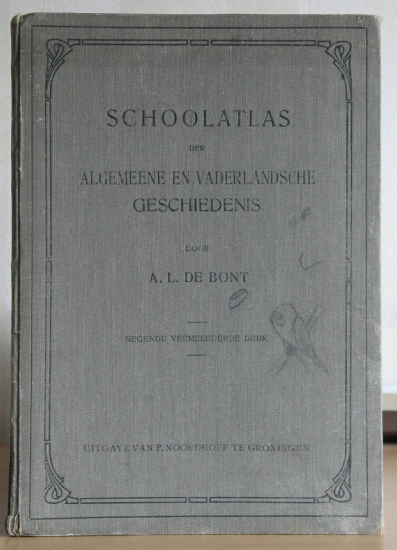 SCHOOLATLAS
DER
ALGEMEENE EN VADERLANDSCHE
GESCHIEDENIS
DOOR
A. L. DE BONT
NEGENDE VERMEERDERDE DRUK
UITGAVE VAN P. NOORDHOFF TE GRONINGEN